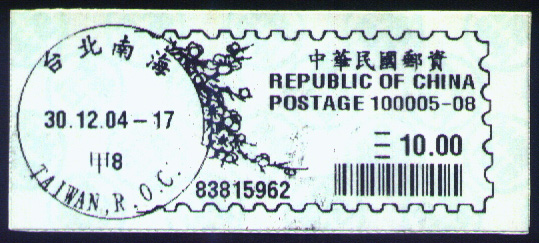 台北南海
30.12.04-17
甲8
TAIWAN, R.O.C.
中華民國郵資
REPUBLIC OF CHINA
POSTAGE 100005-08
10.00
83815962